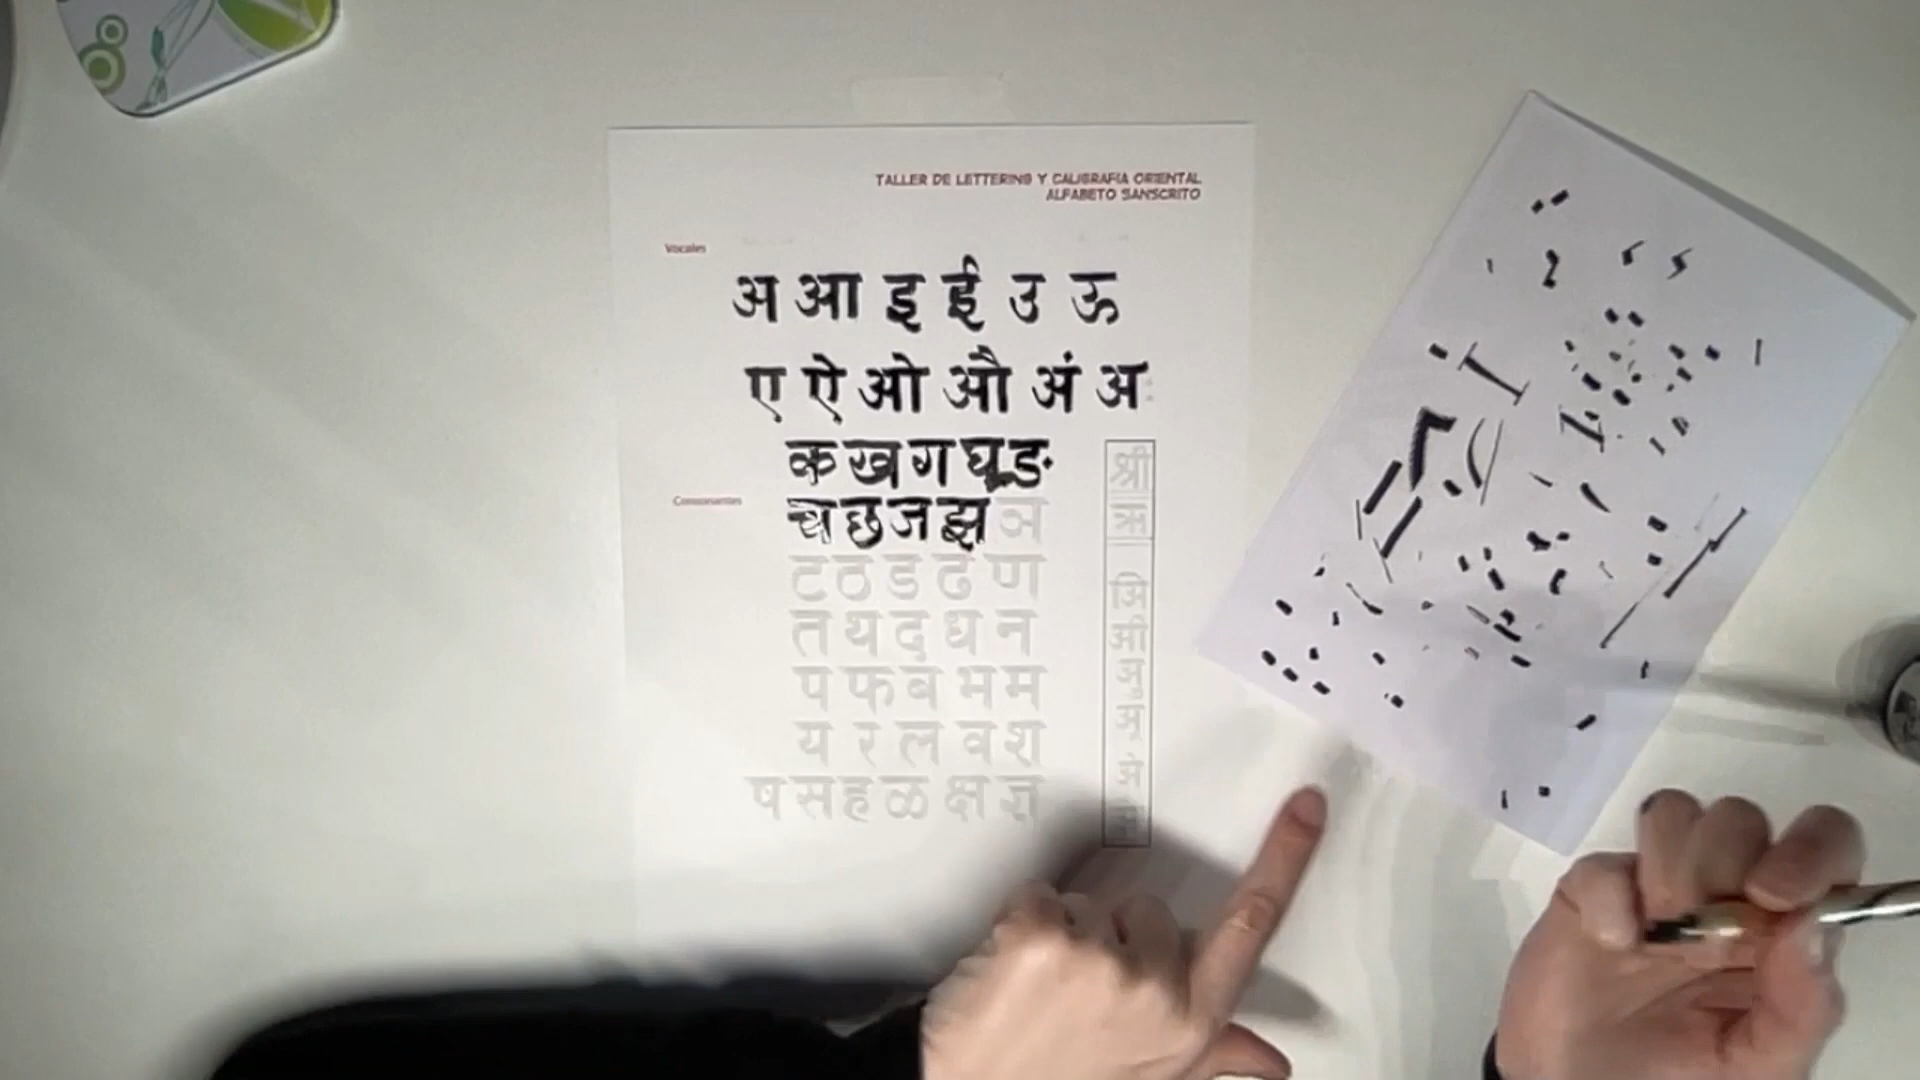 TALLER DE LETTERING Y CALIGRAFIA ORIENTAL
ALFABETO SANSCRITO
Vocales
अ आ इ ई उ ऊ
ए ऐ ओ औ अं अः
Consonantes
क ख ग घ ङ
च छ ज झ ञ
ट ठ ड ढ ण
त थ द ध न
प फ ब भ म
य र ल व श
ष स ह ळ क्ष ज्ञ
श्री